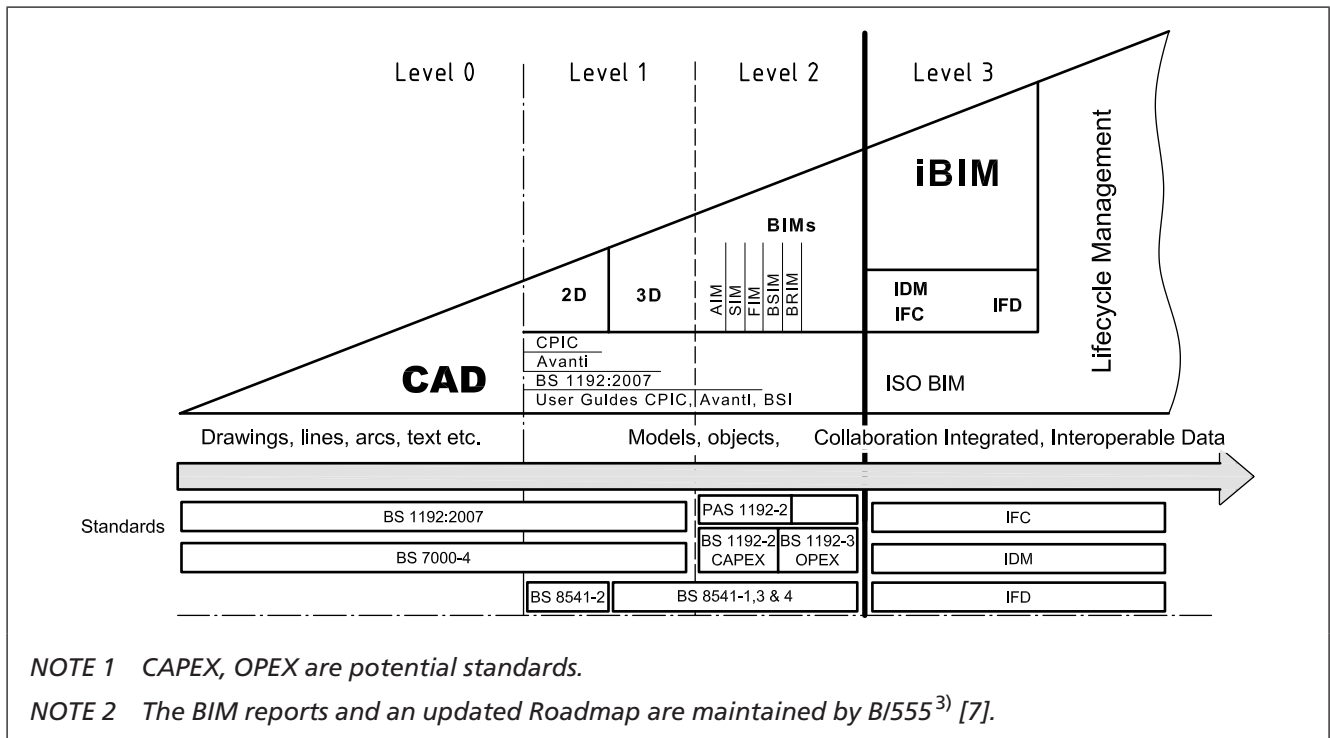 Level 0
Level 1
Level 2
Level 3
iBIM
BIMs
Lifecycle Management
2D
3D
AIM
SIM
FIM
BSIM
BRIM
IDM
IFC
IFD
CPIC
Avanti
BS 1192:2007
User Guides CPIC, AvantI, BSI
CAD
ISO BIM
Drawings, lines, arcs, text etc.
Models, objects,
Collaboration Integrated, Interoperable Data
Standards
BS 1192:2007
PAS 1192-2
IFC
BS 7000-4
BS 1192-2
CAPEX
BS 1192-3
OPEX
IDM
BS 8541-2
BS 8541-1,3 & 4
IFD
NOTE 1 CAPEX, OPEX are potential standards.
NOTE 2 The BIM reports and an updated Roadmap are maintained by B/555 3) [7].